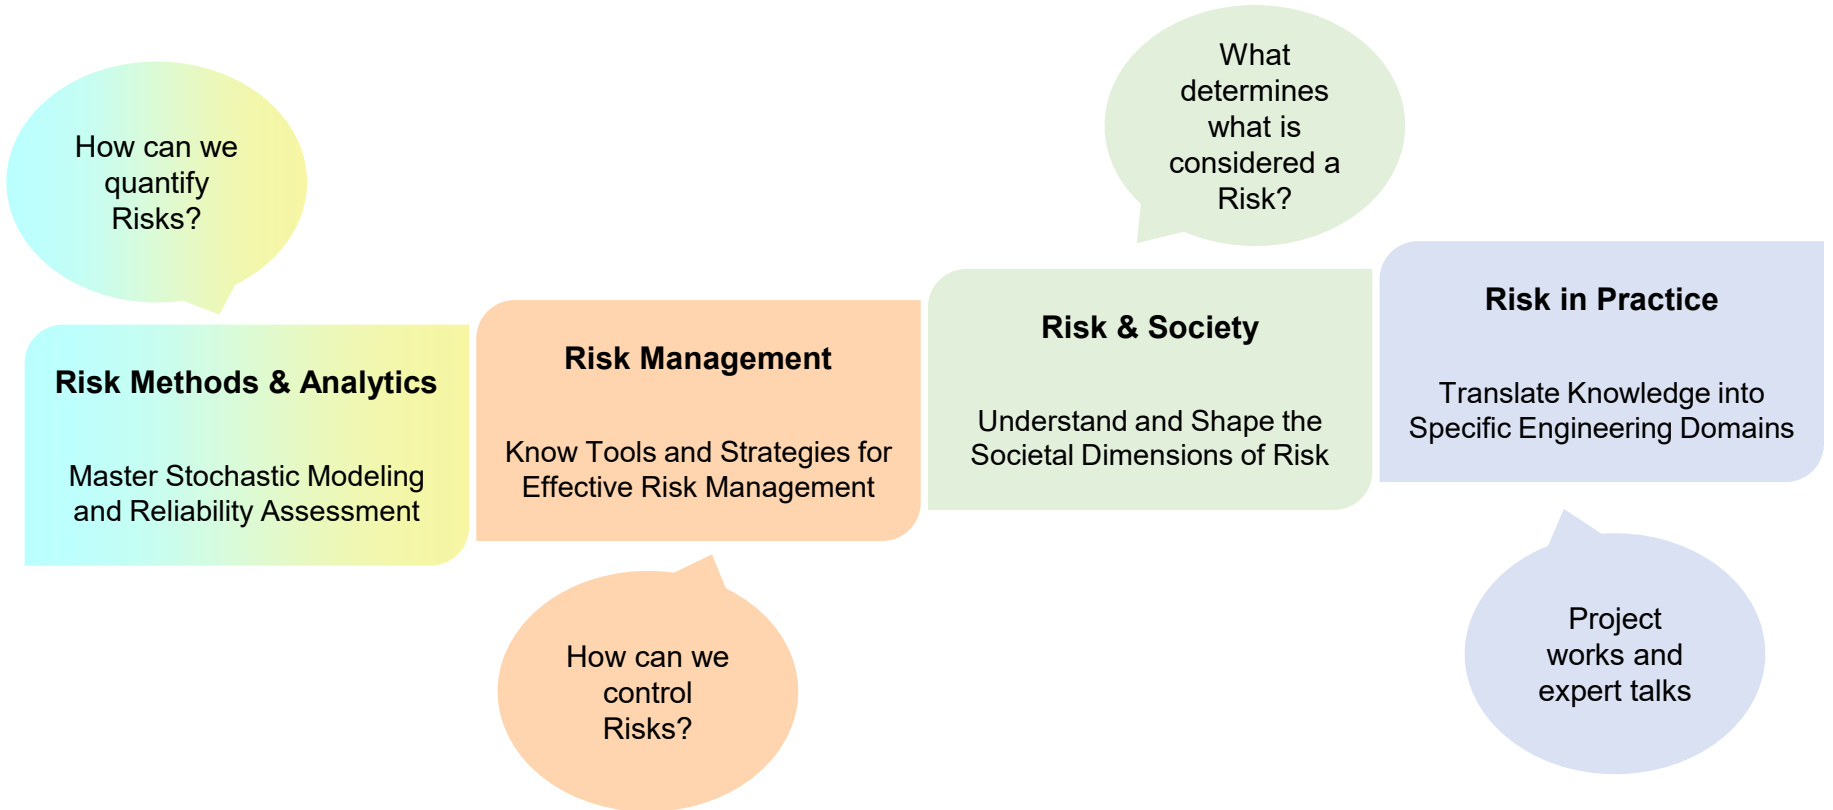 How can we
quantify
Risks?
Risk Methods & Analytics
Master Stochastic Modeling
and Reliability Assessment
Risk Management
Know Tools and Strategies for
Effective Risk Management
How can we
control
Risks?
What
determines
what is
considered a
Risk?
Risk & Society
Understand and Shape the
Societal Dimensions of Risk
Risk in Practice
Translate Knowledge into
Specific Engineering Domains
Project
works and
expert talks